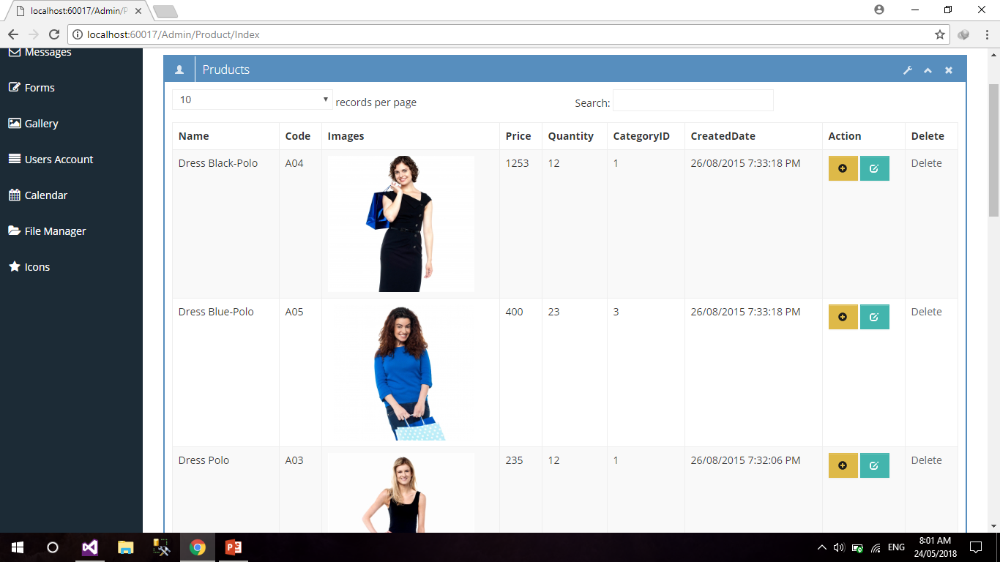 localhost:60017/Admin/P
localhost:60017/Admin/Product/Index
Messages
Forms
Gallery
Users Account
Calendar
File Manager
Icons
Pruducts
10 records per page Search:
Name Code Images Price Quantity CategoryID CreatedDate Action Delete
Dress Black-Polo A04 1253 12 1 26/08/2015 7:33:18 PM Delete
Dress Blue-Polo A05 400 23 3 26/08/2015 7:33:18 PM Delete
Dress Polo A03 235 12 1 26/08/2015 7:32:06 PM Delete
ENG
8:01 AM
24/05/2018